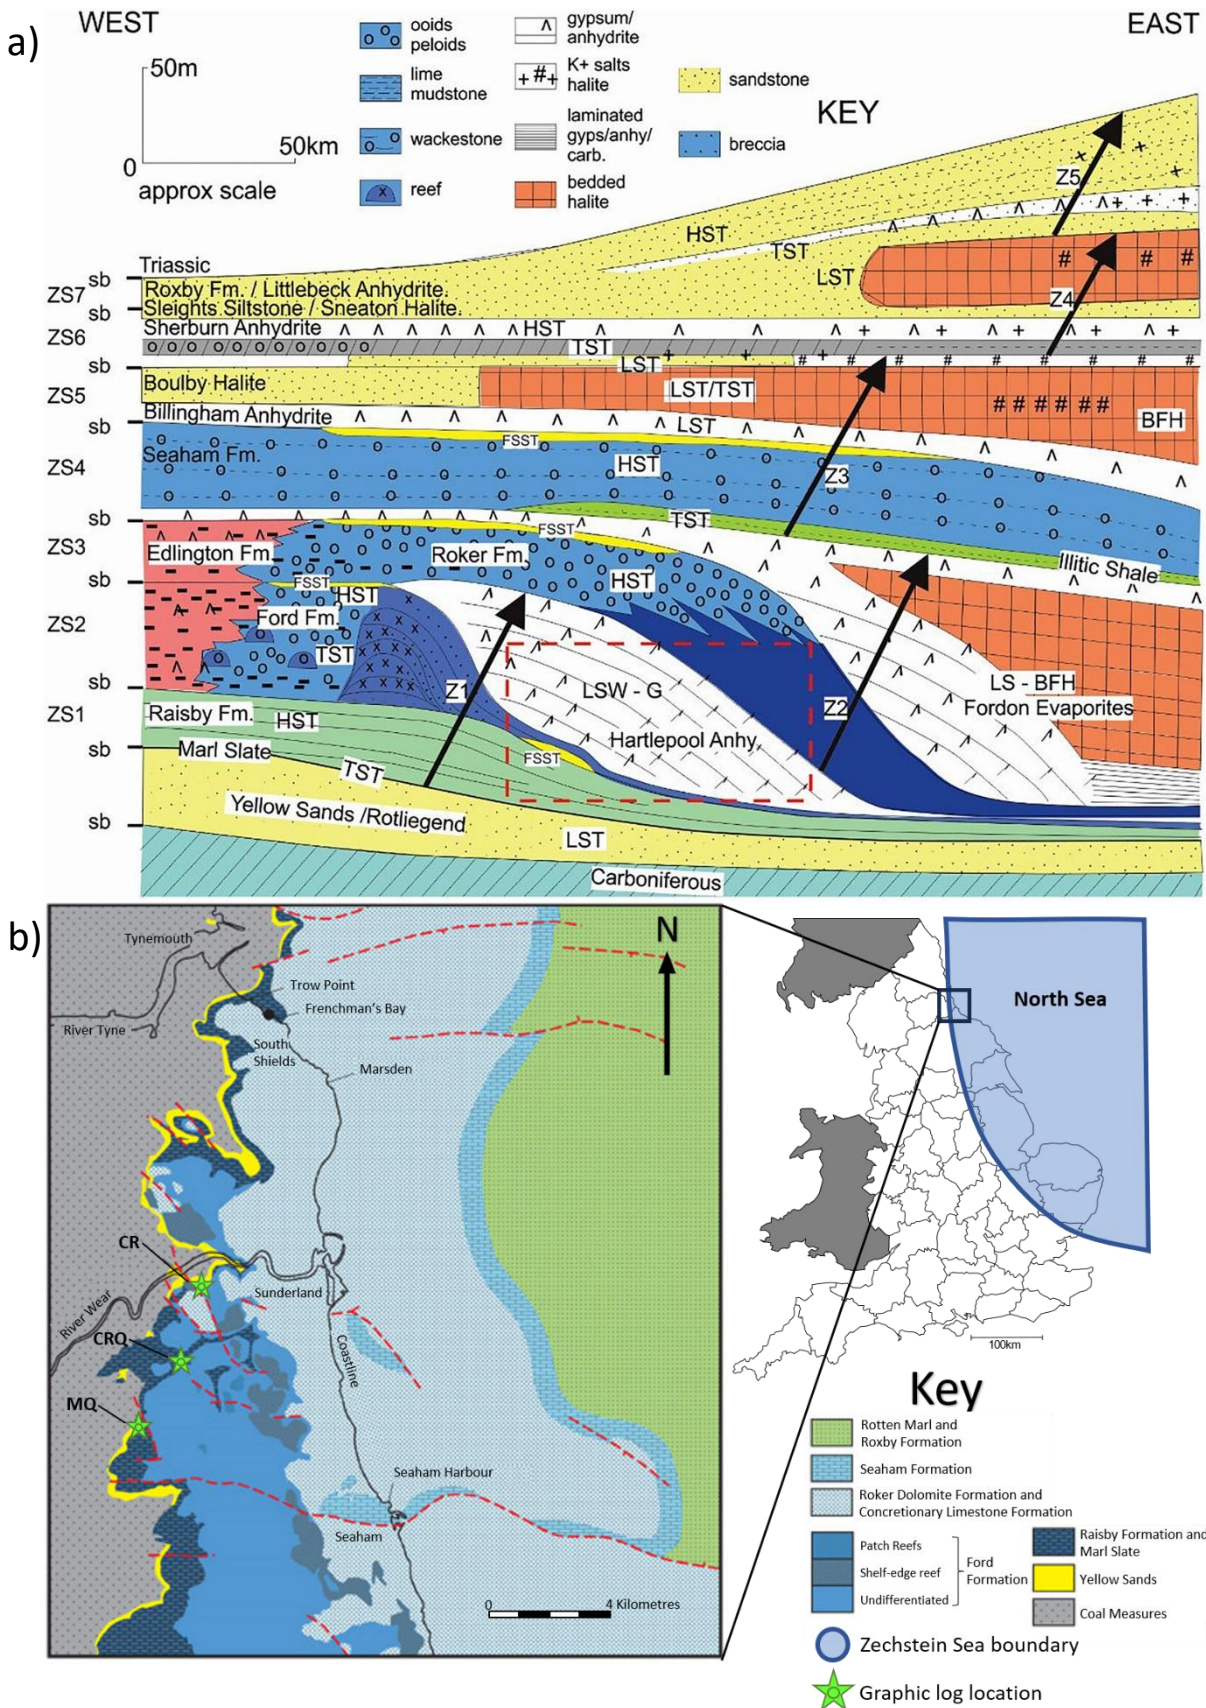 a)
WEST
EAST
50m
0
50km
approx scale
ooids
peloids
lime
mudstone
wackestone
reef
gypsum/
anhydrite
K+ salts
halite
laminated
gyps/anhy/
carb.
bedded
halite
sandstone
KEY
breccia
Z5
HST
TST
LST
Z4
Triassic
sb
ZS7
Roxby Fm. / Littlebeck Anhydrite.
sb
Sleights Siltstone / Sneaton Halite.
ZS6
Sherburn Anhydrite
HST
TST
sb
LST
ZS5
Boulby Halite
LST/TST
BFH
sb
Billingham Anhydrite
LST
FSST
ZS4
Seaham Fm.
HST
Z3
sb
TST
FSST
ZS3
Edlington Fm.
Roker Fm.
Illitic Shale
sb
FSST
HST
HST
ZS2
Ford Fm.
TST
Z1
LSW - G
Z2
LS - BFH
Fordon Evaporites
sb
ZS1
Raisby Fm.
HST
Hartlepool Anhy.
FSST
sb
Marl Slate
TST
Yellow Sands /Rotliegend
sb
LST
Carboniferous
b)
Tynemouth
N
Trow Point
Frenchman's Bay
River Tyne
South
Shields
Marsden
CR
Sunderland
River Wear
CRQ
Coastline
MQ
Seaham Harbour
Seaham
0
4 Kilometres
North Sea
100km
Key
Rotten Marl and
Roxby Formation
Seaham Formation
Roker Dolomite Formation and
Concretionary Limestone Formation
Patch Reefs
Shelf-edge reef
Undifferentiated
Ford
Formation
Raisby Formation and
Marl Slate
Yellow Sands
Coal Measures
Zechstein Sea boundary
Graphic log location